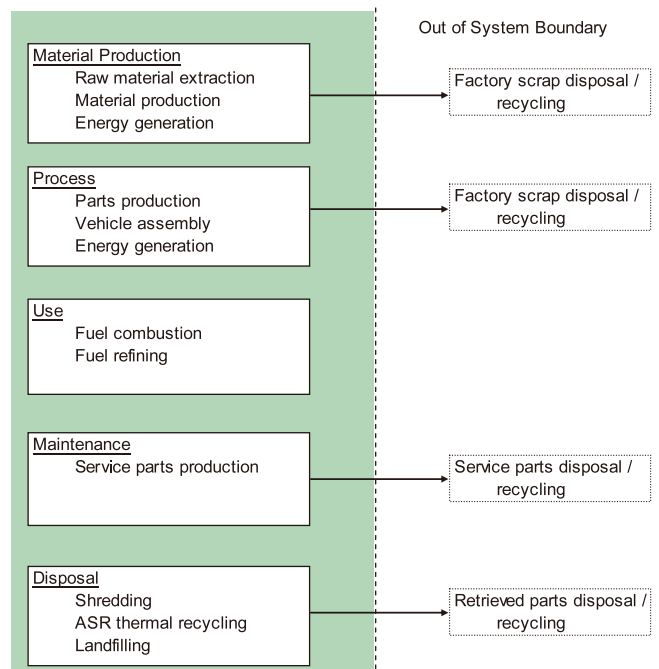 Out of System Boundary
Material Production
Raw material extraction
Material production
Energy generation
Factory scrap disposal /
recycling
Process
Parts production
Vehicle assembly
Energy generation
Factory scrap disposal /
recycling
Use
Fuel combustion
Fuel refining
Maintenance
Service parts production
Service parts disposal /
recycling
Disposal
Shredding
ASR thermal recycling
Landfilling
Retrieved parts disposal /
recycling